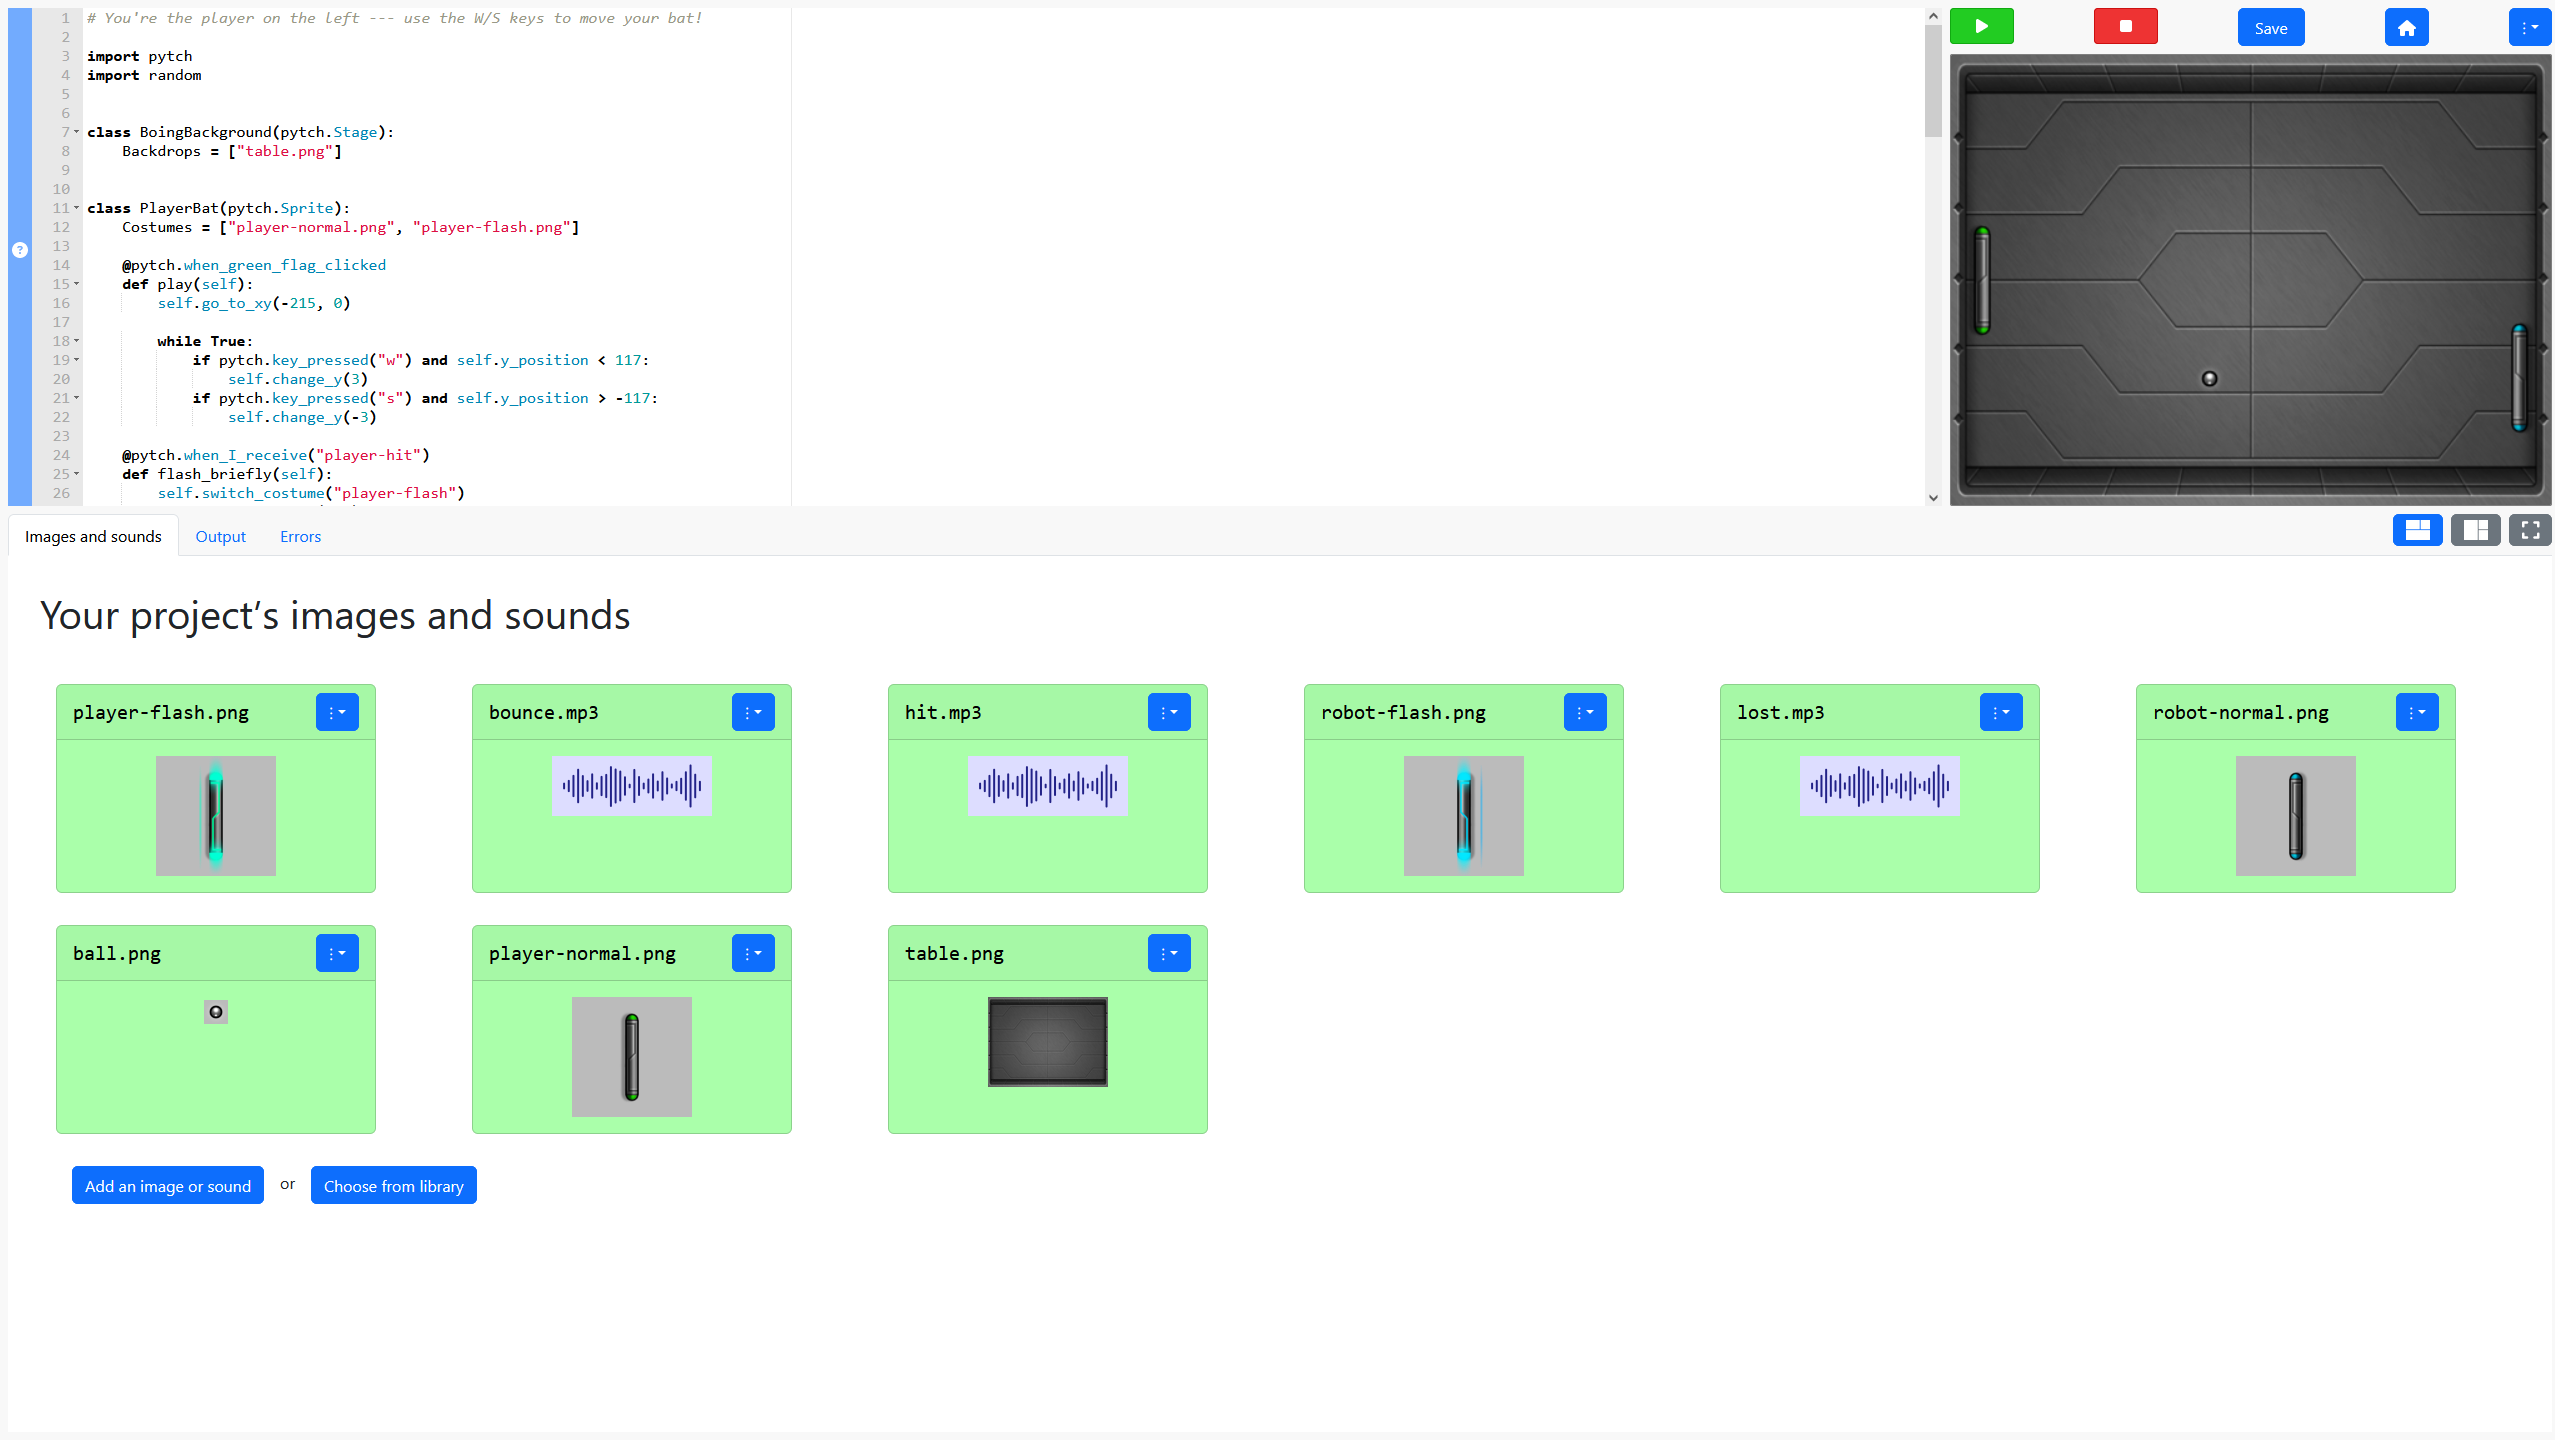 1 # You're the player on the left --- use the W/S keys to move your bat!
2
3 import pytch
4 import random
5
6
7 class BoingBackground(pytch.Stage):
8 Backdrops = ["table.png"]
9
10
11 class PlayerBat(pytch.Sprite):
12 Costumes = ["player-normal.png", "player-flash.png"]
13
14 @pytch.when_green_flag_clicked
15 def play(self):
16 self.go_to_xy(-215, 0)
17
18 while True:
19 if pytch.key_pressed("w") and self.y_position < 117:
20 self.change_y(3)
21 if pytch.key_pressed("s") and self.y_position > -117:
22 self.change_y(-3)
23
24 @pytch.when_I_receive("player-hit")
25 def flash_briefly(self):
26 self.switch_costume("player-flash")
Save
Images and sounds Output Errors
Your project’s images and sounds
player-flash.png
bounce.mp3
hit.mp3
robot-flash.png
lost.mp3
robot-normal.png
ball.png
player-normal.png
table.png
Add an image or sound or Choose from library